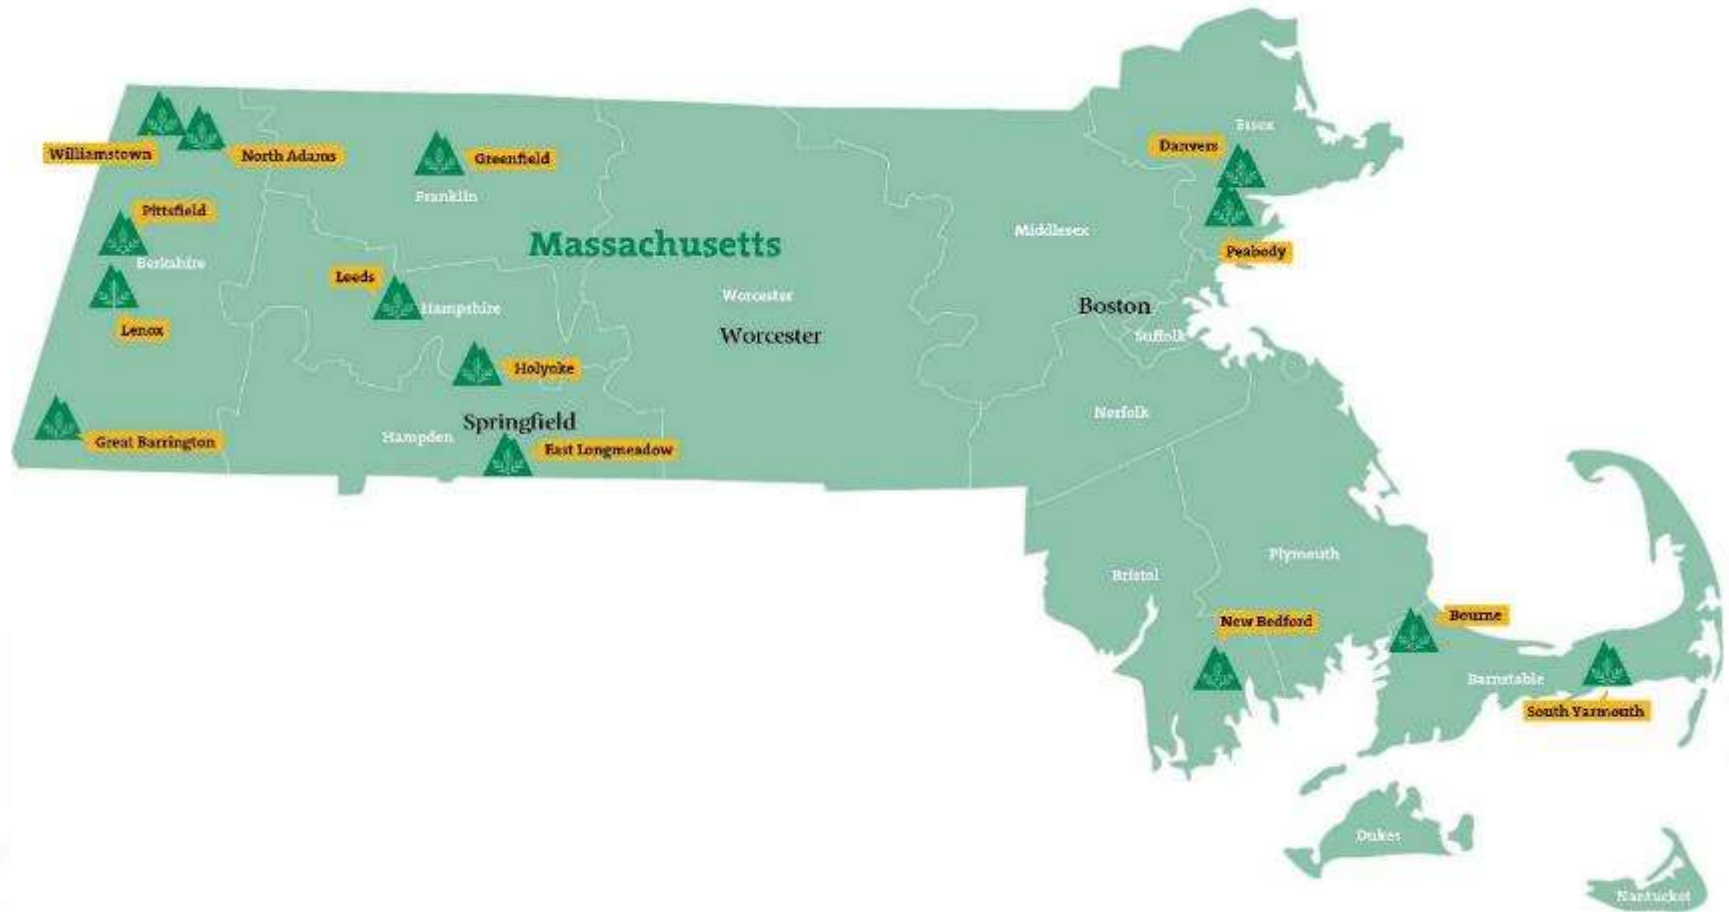 Essex
Danvers
Williamstown
North Adams
Greenfield
Franklin
Pittsfield
Middlesex
Massachusetts
Peabody
Berkshire
Leeds
Hampshire
Worcester
Boston
Lenox
Worcester
Suffolk
Holyoke
Norfolk
Springfield
Hampden
Great Barrington
East Longmeadow
Plymouth
Bristol
Bourne
New Bedford
Barnstable
South Yarmouth
Dukes
Nantucket